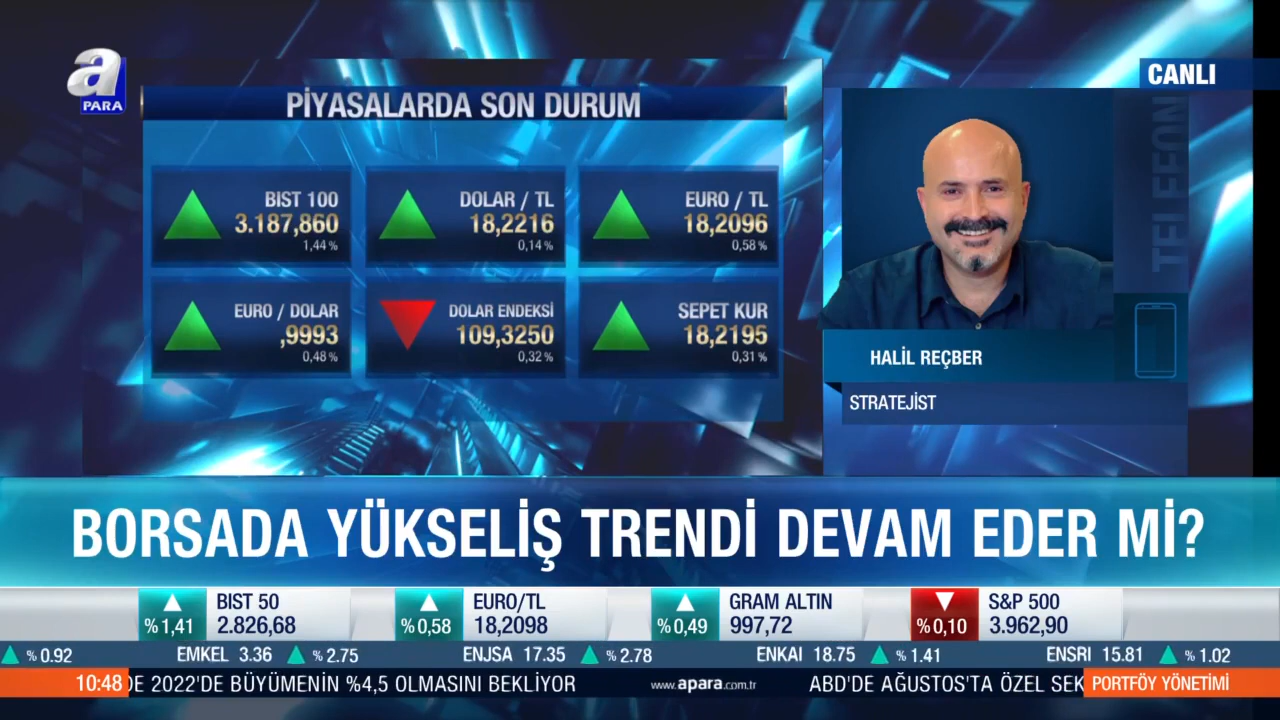 a
PARA
CANLI
PİYASALARDA SON DURUM
BIST 100
3.187,860
1,44 %
DOLAR / TL
18,2216
0,14 %
EURO / TL
18,2096
0,58 %
EURO / DOLAR
,9993
0,48 %
DOLAR ENDEKSİ
109,3250
0,32 %
SEPET KUR
18,2195
0,31 %
TELEFON
HALİL REÇBER
STRATEJİST
BORSADA YÜKSELİŞ TRENDİ DEVAM EDER Mİ?
% 1,41
BIST 50
2.826,68
% 0,58
EURO/TL
18,2098
% 0,49
GRAM ALTIN
997,72
% 0,10
S&P 500
3.962,90
% 0.92 EMKEL 3.36 % 2.75 ENJSA 17.35 % 2.78 ENKAI 18.75 % 1.41 ENSRI 15.81 % 1.02
10:48 DE 2022'DE BÜYÜMENİN %4,5 OLMASINI BEKLİYOR www.apara.com.tr ABD'DE AĞUSTOS'TA ÖZEL SEK PORTFÖY YÖNETİMİ